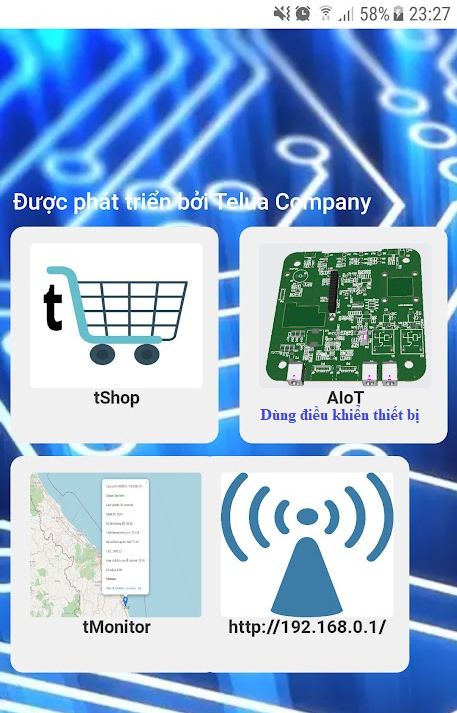 58% 23:27
Được phát triển bởi Telua Company
t
tShop
AIoT
Dùng điều khiển thiết bị
tMonitor
http://192.168.0.1/